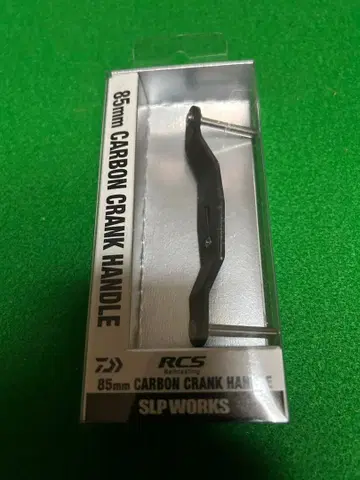 85mm CARBON CRANK HANDLE
RCS
85mm CARBON CRANK HANDLE
SLP WORKS